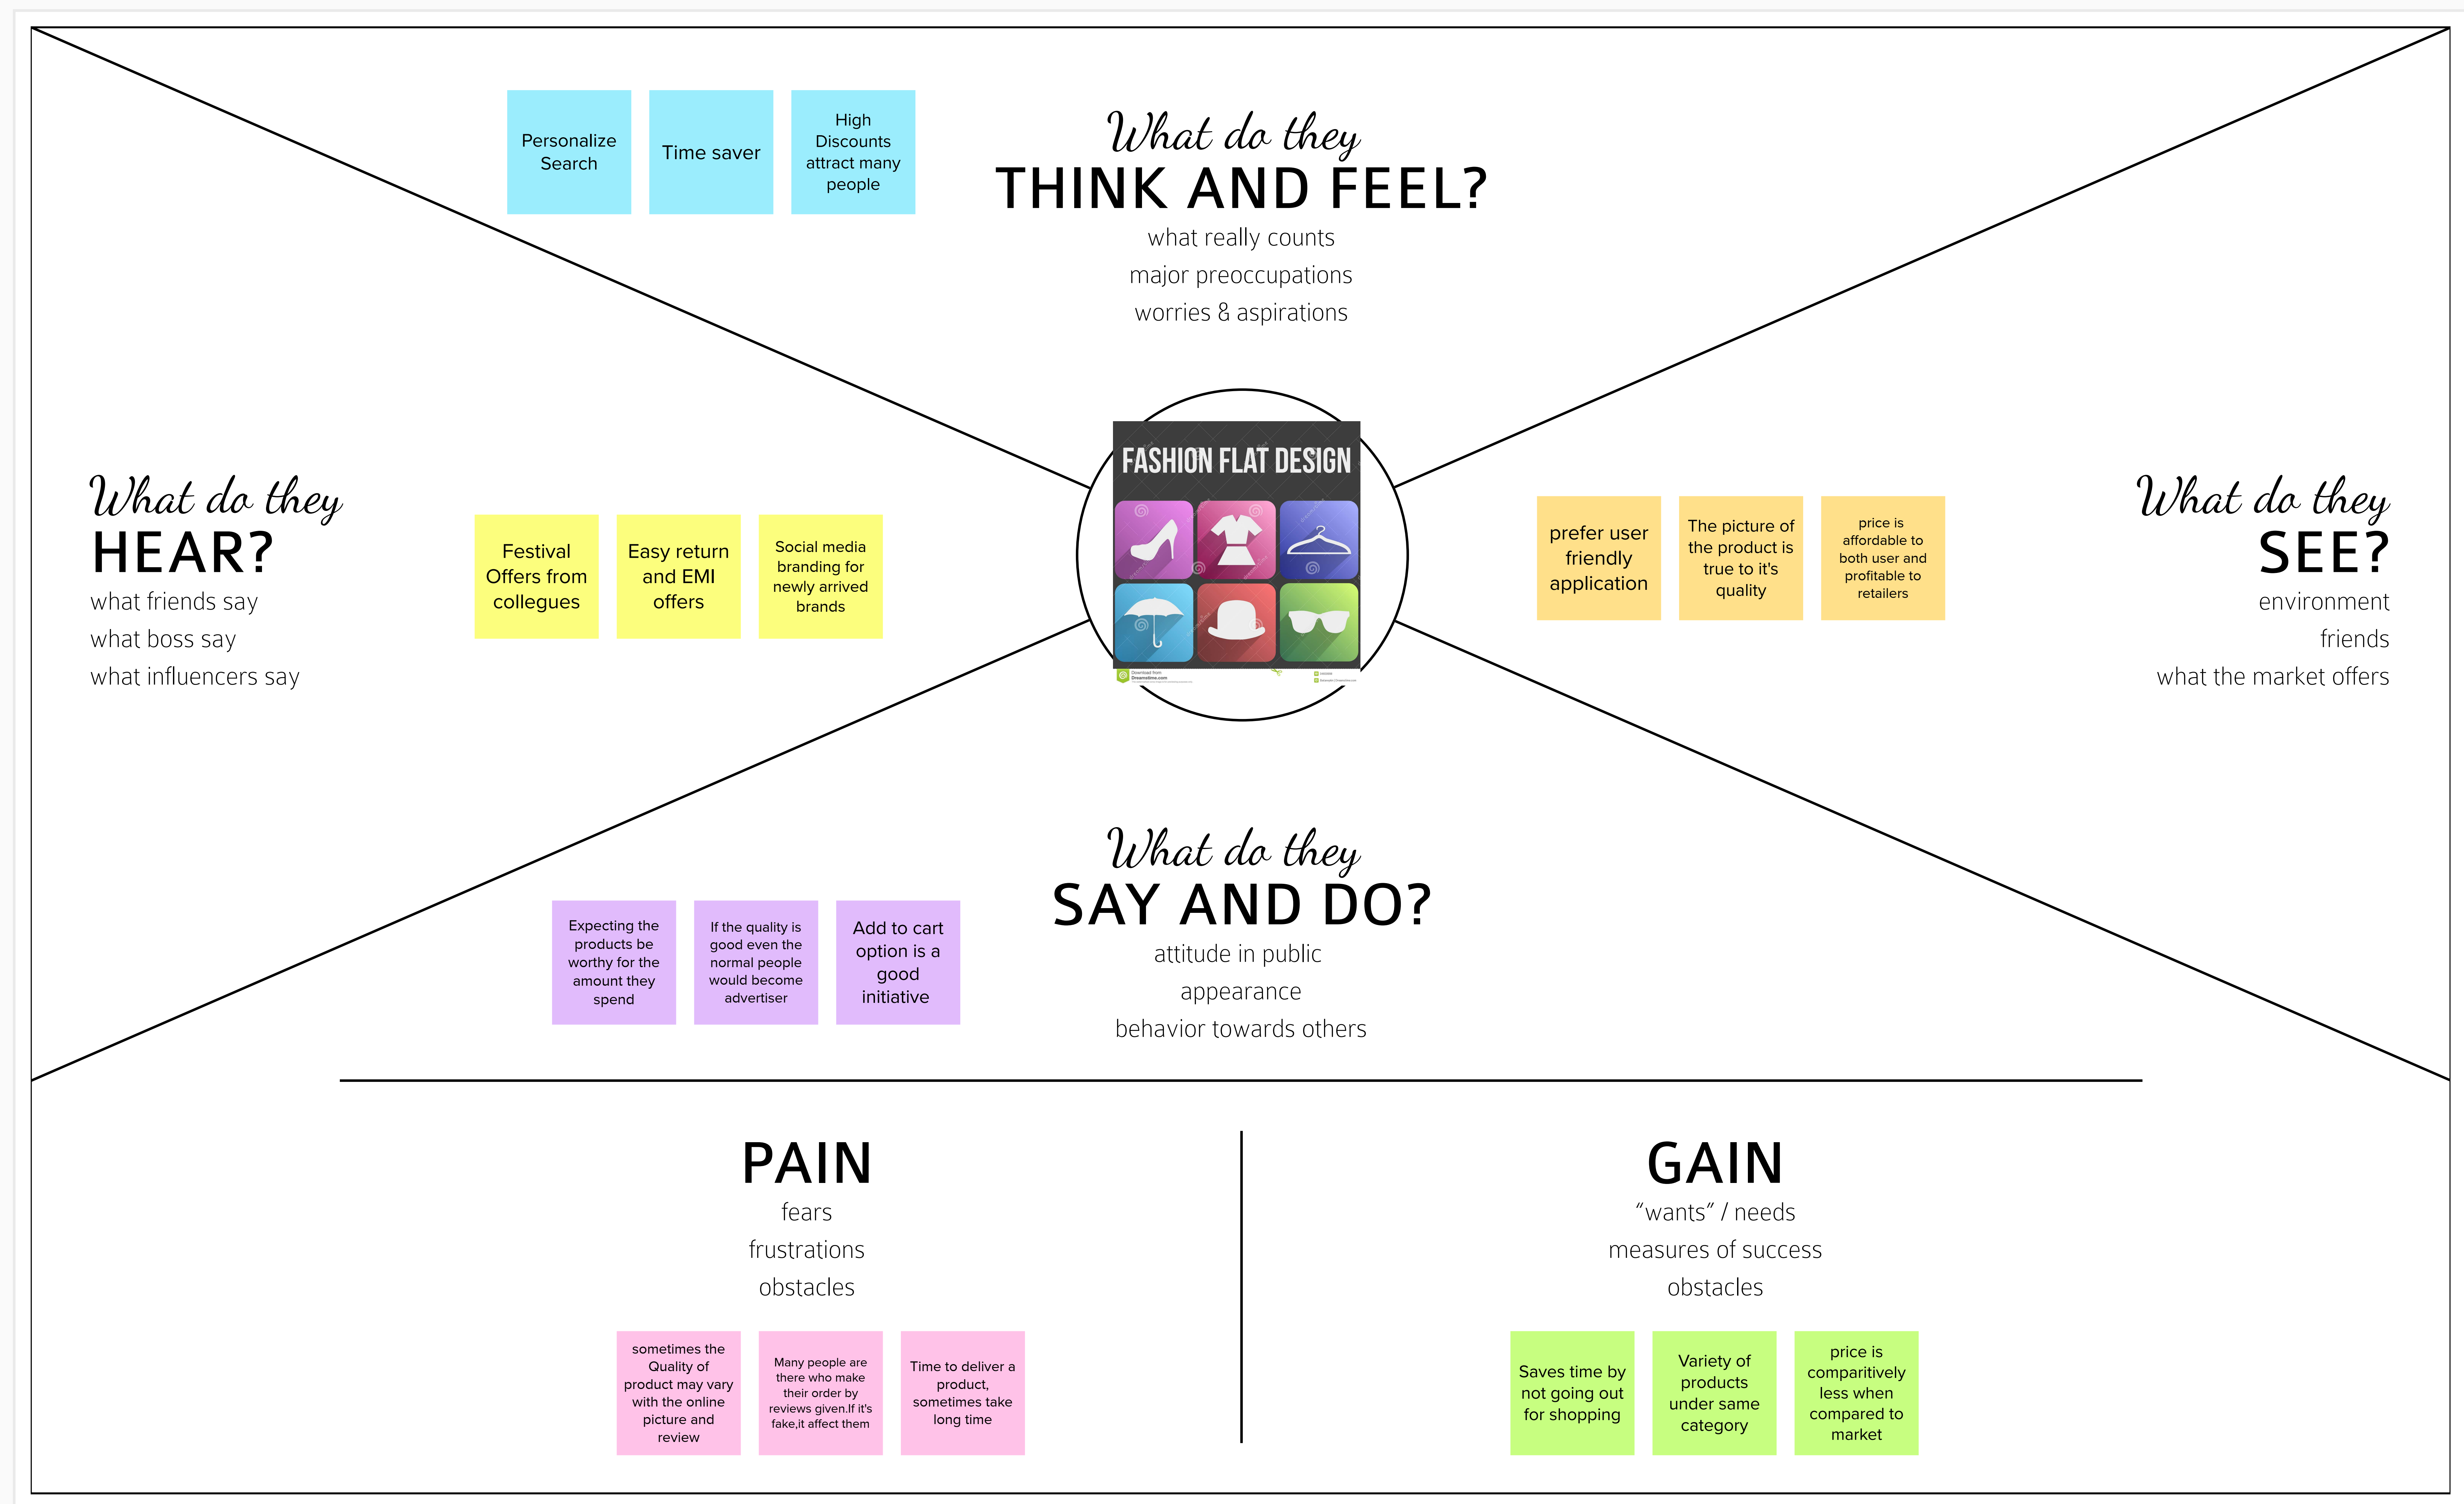 Personalize
Search
Time saver
High
Discounts
attract many
people
What do they
THINK AND FEEL?
what really counts
major preoccupations
worries & aspirations
What do they
HEAR?
what friends say
what boss say
what influencers say
Festival
Offers from
collegues
Easy return
and EMI
offers
Social media
branding for
newly arrived
brands
FASHION FLAT DESIGN
Download from
Dreamstime.com
prefer user
friendly
application
The picture of
the product is
true to it's
quality
price is
affordable to
both user and
profitable to
retailers
What do they
SEE?
environment
friends
what the market offers
What do they
SAY AND DO?
attitude in public
appearance
behavior towards others
Expecting the
products be
worthy for the
amount they
spend
If the quality is
good even the
normal people
would become
advertiser
Add to cart
option is a
good
initiative
PAIN
fears
frustrations
obstacles
sometimes the
Quality of
product may vary
with the online
picture and
review
Many people are
there who make
their order by
reviews given.If it's
fake,it affect them
Time to deliver a
product,
sometimes take
long time
GAIN
“wants” / needs
measures of success
obstacles
Saves time by
not going out
for shopping
Variety of
products
under same
category
price is
comparitively
less when
compared to
market